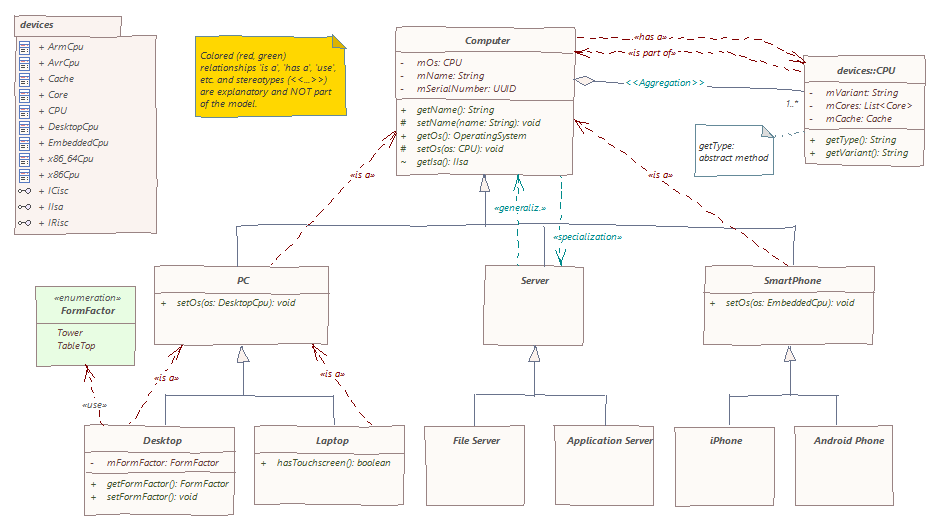 devices
+ ArmCpu
+ AvrCpu
+ Cache
+ Core
+ CPU
+ DesktopCpu
+ EmbeddedCpu
+ x86_64Cpu
+ x86Cpu
+ ICisc
+ IIsa
+ IRisc
Colored (red, green)
relationships 'is a', 'has a', 'use',
etc. and stereotypes (<<...>>)
are explanatory and NOT part
of the model.
Computer
- mOs: CPU
- mName: String
- mSerialNumber: UUID
+ getName(): String
# setName(name: String): void
+ getOs(): OperatingSystem
# setOs(os: CPU): void
~ getIsa(): IIsa
«has a»
«is part of»
<<Aggregation>>
1..*
devices::CPU
- mVariant: String
- mCores: List<Core>
- mCache: Cache
+ getType(): String
+ getVariant(): String
getType:
abstract method
«is a»
«is a»
«generaliz.»
«specialization»
PC
+ setOs(os: DesktopCpu): void
Server
SmartPhone
+ setOs(os: EmbeddedCpu): void
«enumeration»
FormFactor
Tower
TableTop
«is a»
«is a»
«use»
Desktop
- mFormFactor: FormFactor
+ getFormFactor(): FormFactor
+ setFormFactor(): void
Laptop
+ hasTouchscreen(): boolean
File Server
Application Server
iPhone
Android Phone